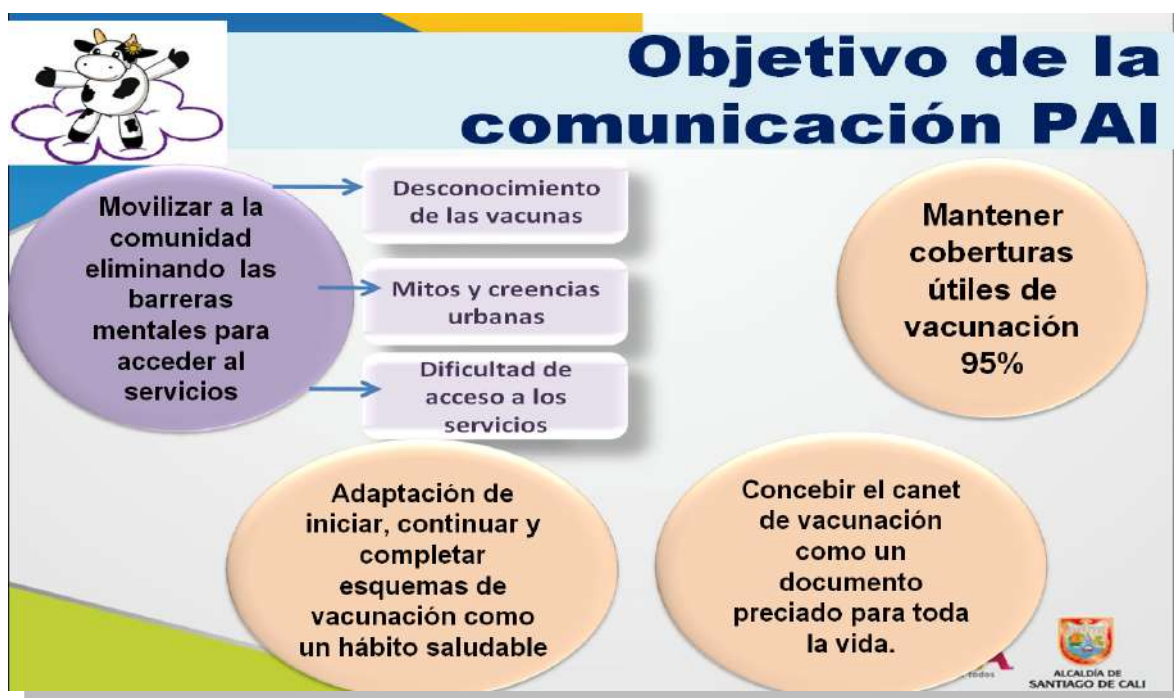 Objetivo de la
comunicación PAI
Movilizar a la
comunidad
eliminando las
barreras
mentales para
acceder al
servicios
Desconocimiento
de las vacunas
Mitos y creencias
urbanas
Dificultad de
acceso a los
servicios
Mantener
coberturas
útiles de
vacunación
95%
Adaptación de
iniciar, continuar y
completar
esquemas de
vacunación como
un hábito saludable
Concebir el canet
de vacunación
como un
documento
preciado para toda
la vida.
todos
ALCALDÍA DE
SANTIAGO DE CALI